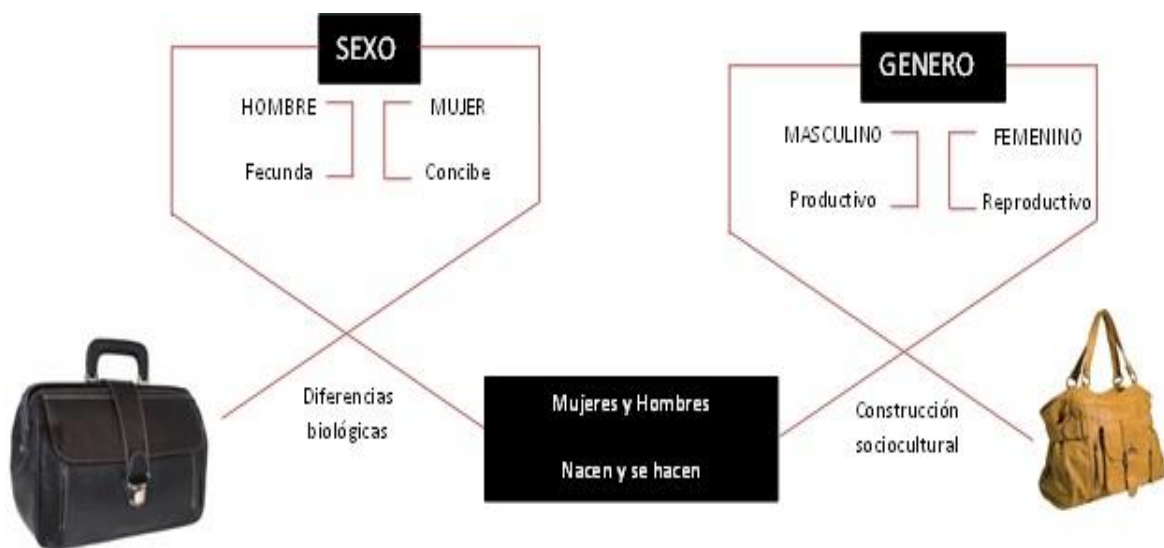 SEXO
HOMBRE
MUJER
Fecunda
Concibe
GENERO
MASCULINO
FEMENINO
Productivo
Reproductivo
Diferencias
biológicas
Mujeres y Hombres
Nacen y se hacen
Construcción
sociocultural